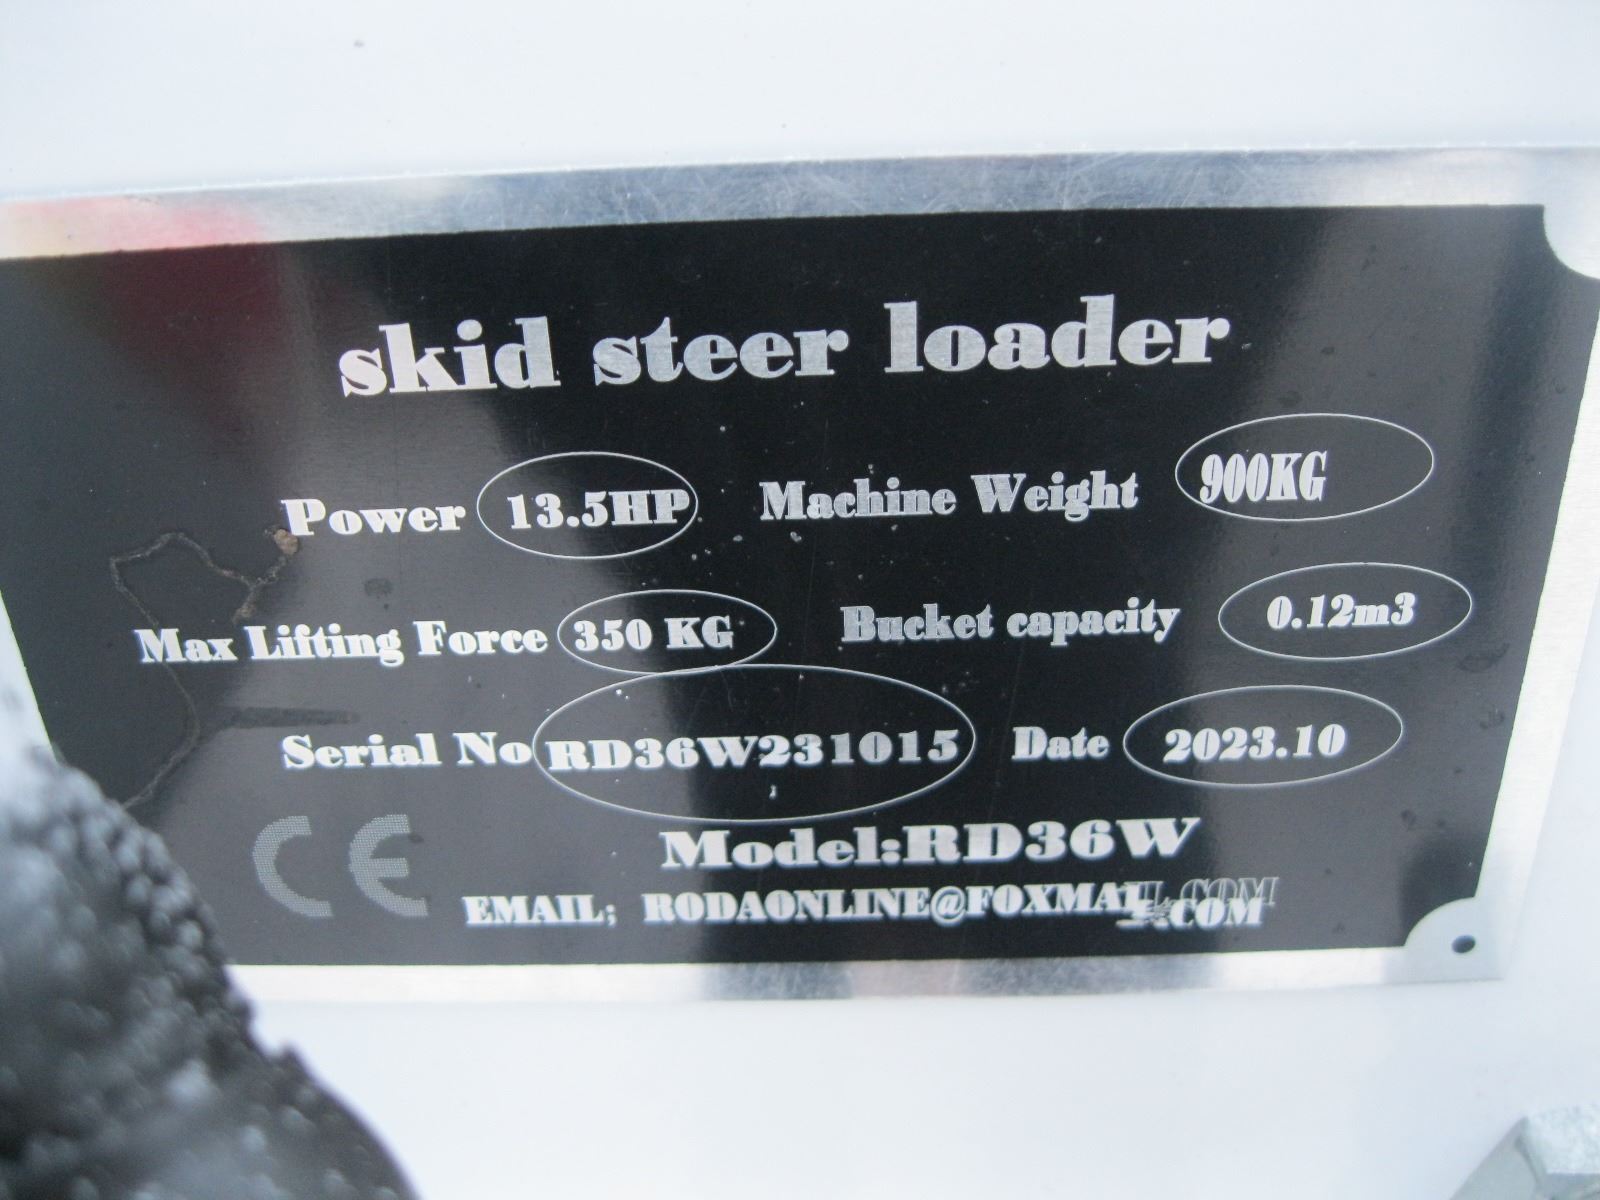 skid steer loader
Power 13.5HP Machine Weight 900KG
Max Lifting Force 350 KG Bucket capacity 0.12m3
Serial No RD36W231015 Date 2023.10
CE Model:RD36W
EMAIL; RODAONLINE@FOXMAIL.COM